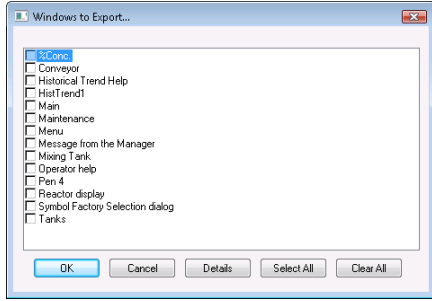 Windows to Export...
%Conc.
Conveyor
Historical Trend Help
HistTrend1
Main
Maintenance
Menu
Message from the Manager
Mixing Tank
Operator help
Pen 4
Reactor display
Symbol Factory Selection dialog
Tanks
OK Cancel Details Select All Clear All